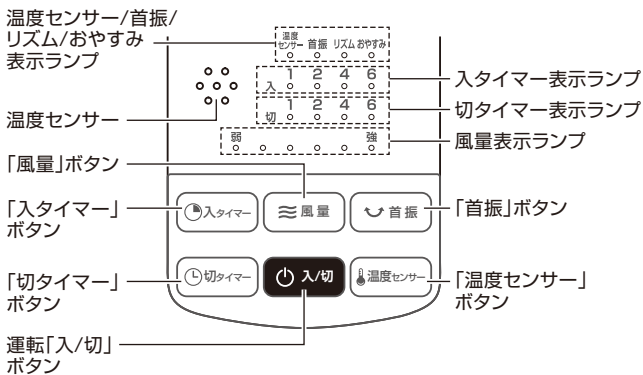 温度センサー/首振/
リズム/おやすみ
表示ランプ
温度センサー
「風量」ボタン
「入タイマー」
ボタン
「切タイマー」
ボタン
運転「入/切」
ボタン
温度
センサー 首振 リズム おやすみ
1 2 4 6
入
1 2 4 6
切
弱 強
入タイマー 風量 首振
切タイマー 入/切 温度センサー
入タイマー表示ランプ
切タイマー表示ランプ
風量表示ランプ
「首振」ボタン
「温度センサー」
ボタン